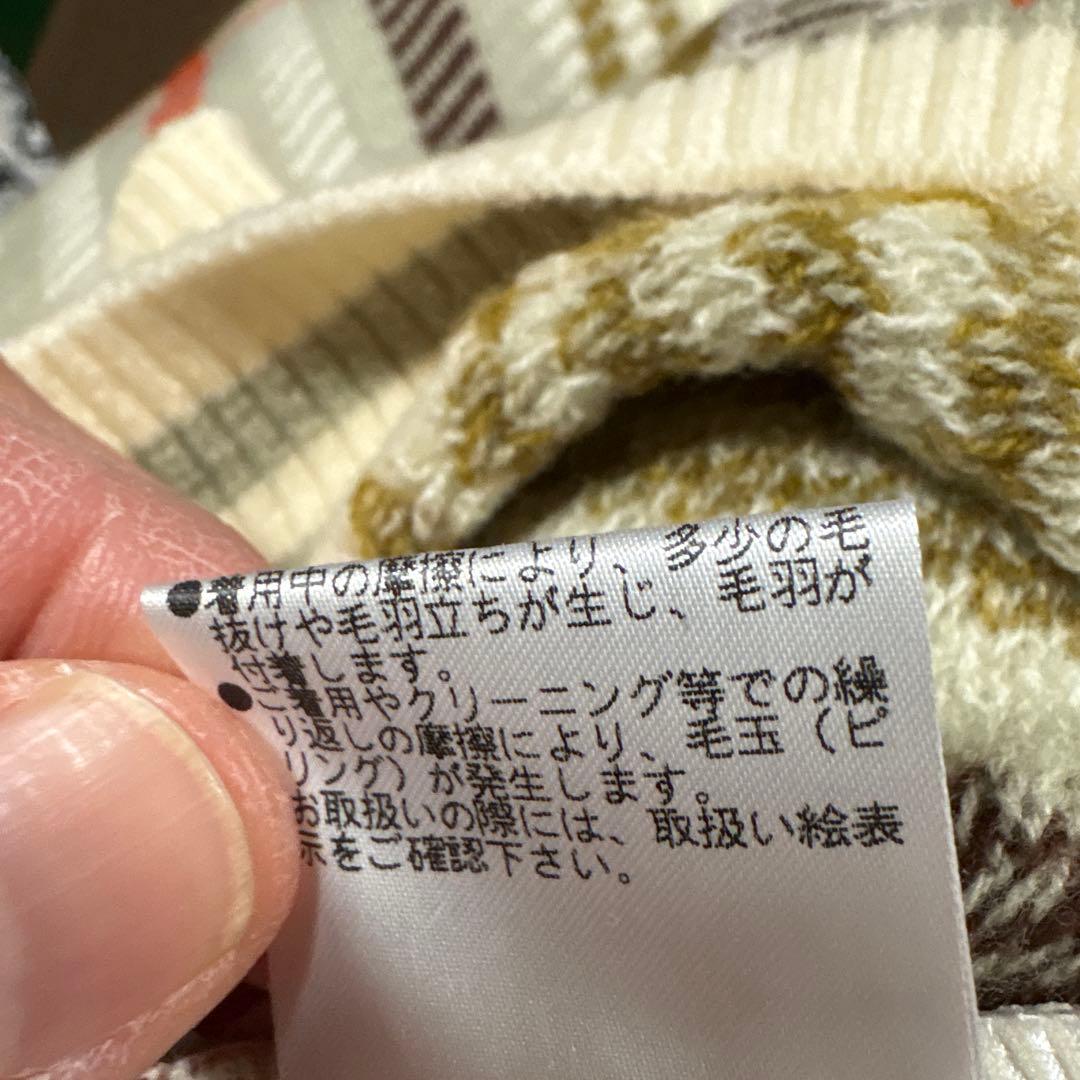 ●着用中の摩擦により、多少の毛
抜けや毛羽立ちが生じ、毛羽が
付着します。
●ご着用やクリーニング等での繰
り返しの摩擦により、毛玉（ピ
リング）が発生します。
お取扱いの際には、取扱い絵表
示をご確認下さい。